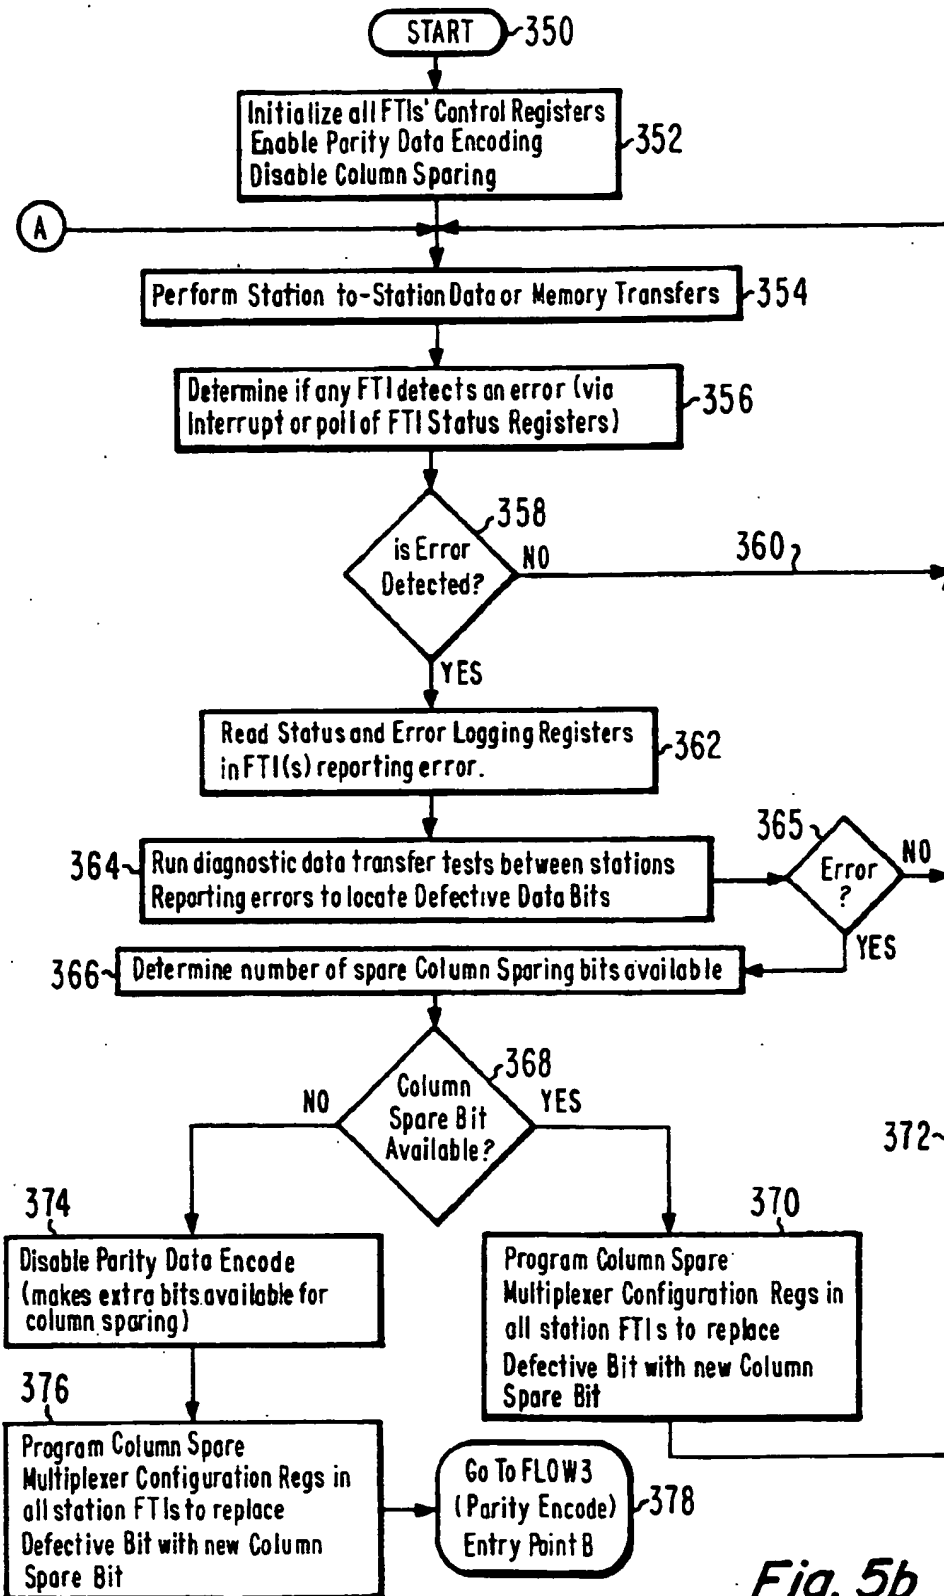 START
350
Initialize all FTIs' Control Registers
Enable Parity Data Encoding
Disable Column Sparing
352
A
Perform Station to-Station Data or Memory Transfers
354
Determine if any FTI detects an error (via
Interrupt or poll of FTI Status Registers)
356
358
is Error
Detected?
NO
360
YES
Read Status and Error Logging Registers
in FTI(s) reporting error.
362
364
Run diagnostic data transfer tests between stations
Reporting errors to locate Defective Data Bits
365
Error
?
NO
YES
366
Determine number of spare Column Sparing bits available
368
Column
Spare Bit
Available?
NO
YES
372
374
Disable Parity Data Encode
(makes extra bits available for
column sparing)
370
Program Column Spare
Multiplexer Configuration Regs in
all station FTIs to replace
Defective Bit with new Column
Spare Bit
376
Program Column Spare
Multiplexer Configuration Regs in
all station FTIs to replace
Defective Bit with new Column
Spare Bit
Go To FLOW3
(Parity Encode)
Entry Point B
378
Fig. 5b